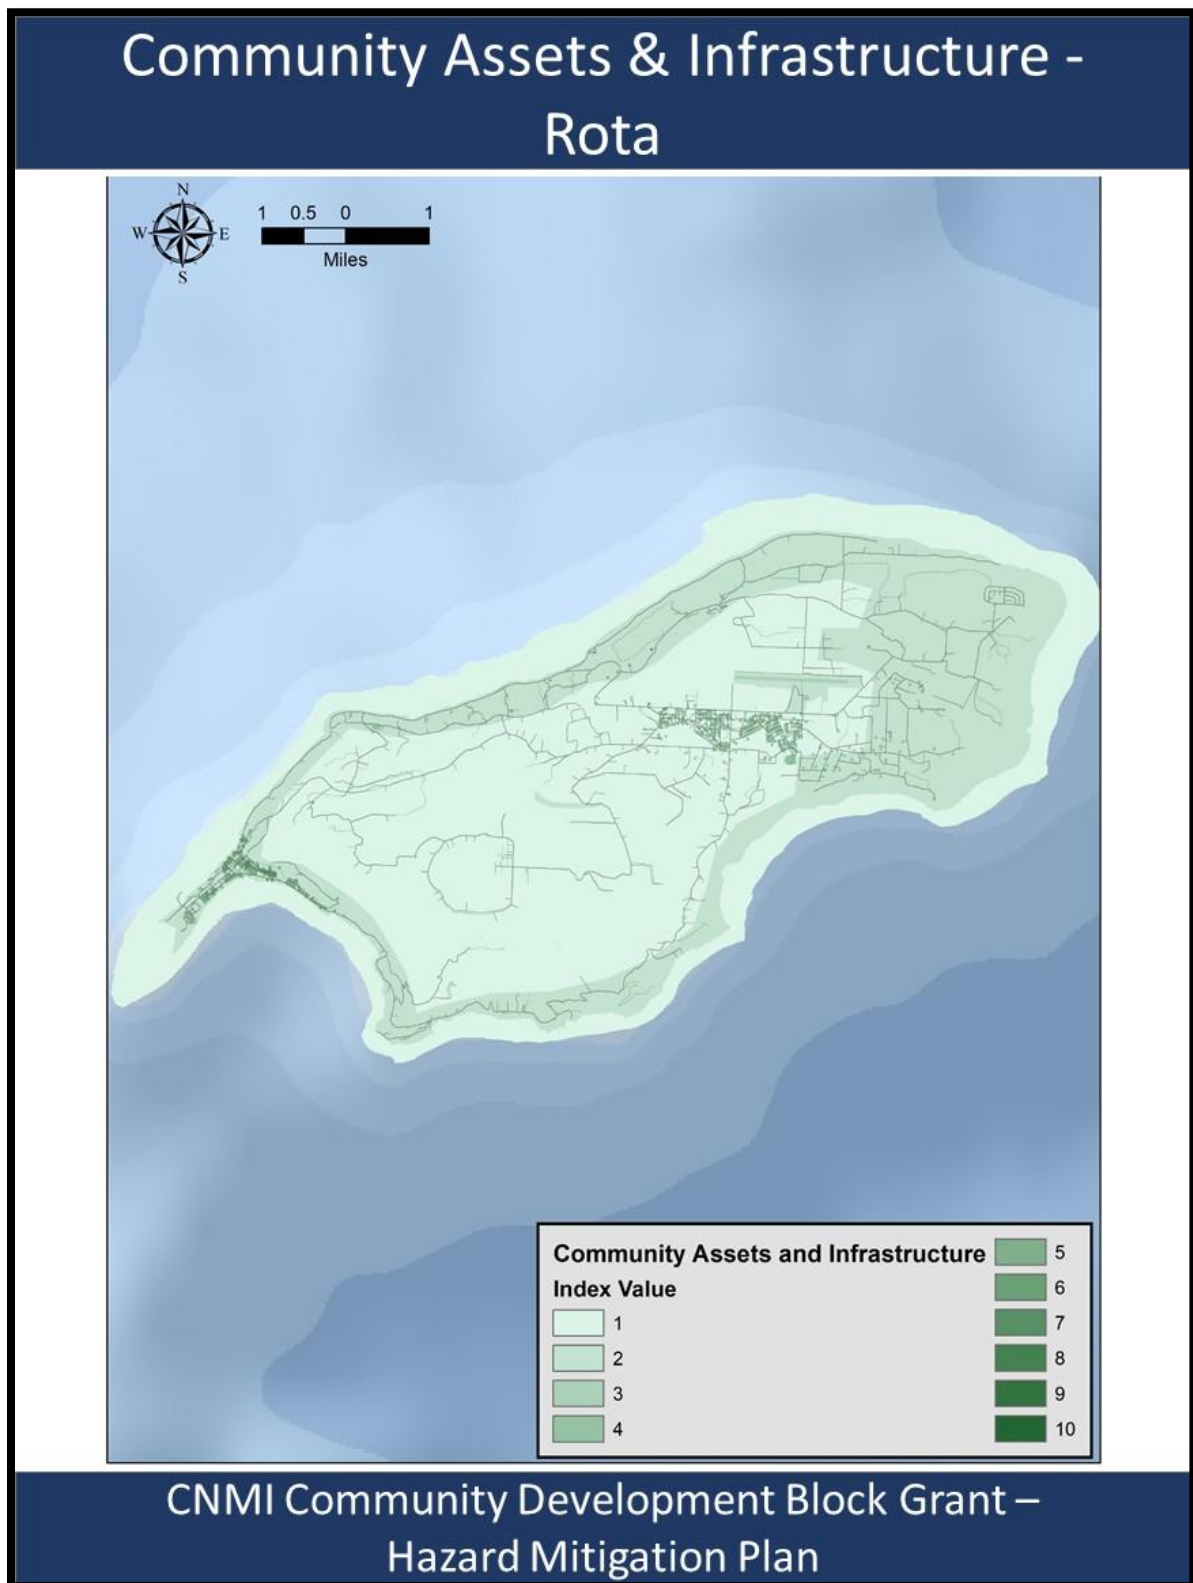 Community Assets & Infrastructure -
Rota
N
W E
S
1 0.5 0 1
Miles
Community Assets and Infrastructure
Index Value
1
2
3
4
5
6
7
8
9
10
CNMI Community Development Block Grant –
Hazard Mitigation Plan